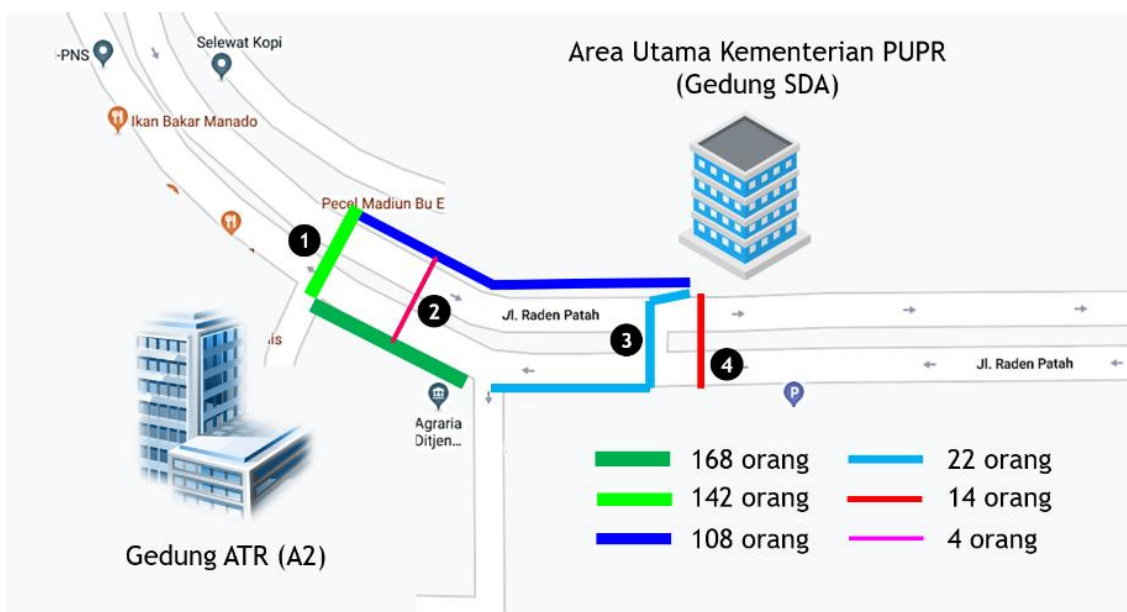 -PNS
Selewat Kopi
Ikan Bakar Manado
Area Utama Kementerian PUPR
(Gedung SDA)
Pecel Madiun Bu E
1
2
Jl. Raden Patah
3
4
Jl. Raden Patah
lis
Agraria
Ditjen...
P
168 orang
22 orang
142 orang
14 orang
108 orang
4 orang
Gedung ATR (A2)